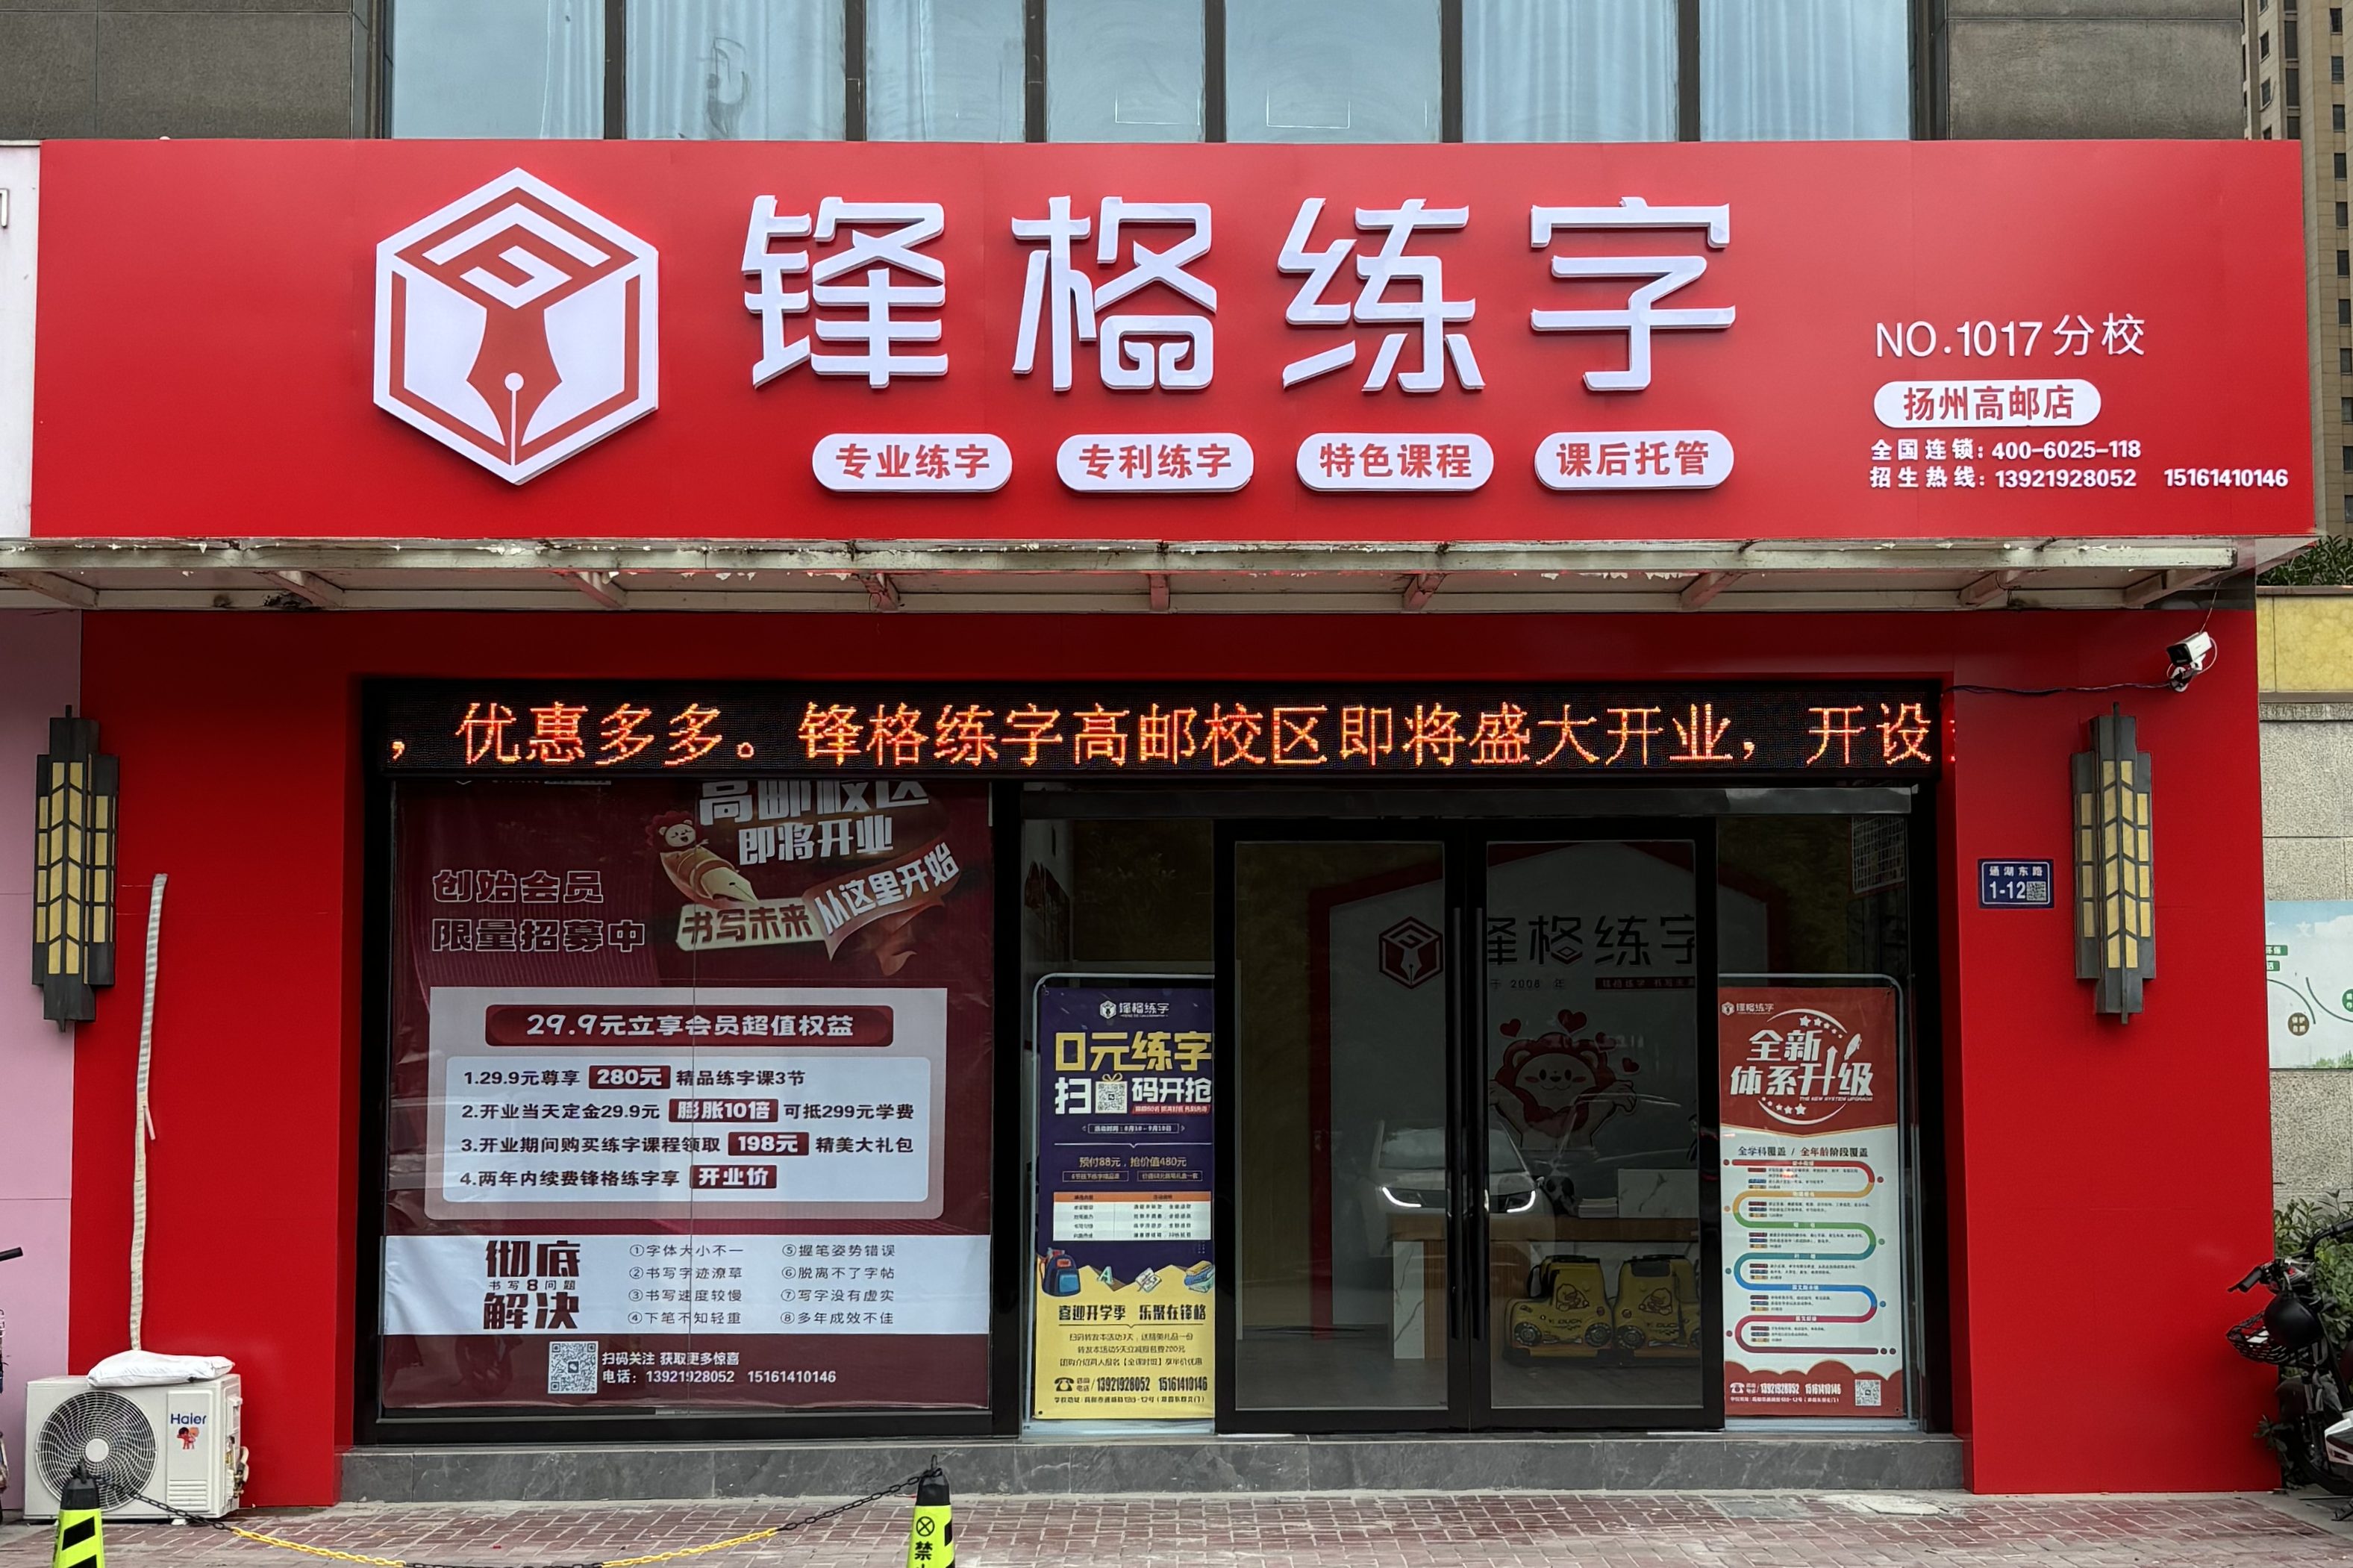 锋格练字
专业练字 专利练字 特色课程 课后托管
NO.1017分校
扬州高邮店
全国连锁: 400-6025-118
招生热线: 13921928052 15161410146
，优惠多多。锋格练字高邮校区即将盛大开业，开设
高邮校区
即将开业
创始会员
限量招募中
书写未来 从这里开始
29.9元立享会员超值权益
1.29.9元尊享 280元 精品练字课3节
2.开业当天定金29.9元 膨胀10倍 可抵299元学费
3.开业期间购买练字课程领取 198元 精美大礼包
4.两年内续费锋格练字享 开业价
彻底
书写8问题
解决
①字体大小不一
②书写字迹潦草
③书写速度较慢
④下笔不知轻重
⑤握笔姿势错误
⑥脱离不了字帖
⑦写字没有虚实
⑧多年成效不佳
扫码关注 获取更多惊喜
电话：13921928052 15161410146
锋格练字
0元练字
扫码开抢
预付88元，抢价值480元
喜迎开学季 乐聚在锋格
咨询电话 13921928052 15161410146
锋格练字
2008 年
锋格练字
全新
体系升级
全学科覆盖 / 全年龄阶段覆盖
13921928052 15161410146
通湖东路
1-12
Haier
禁